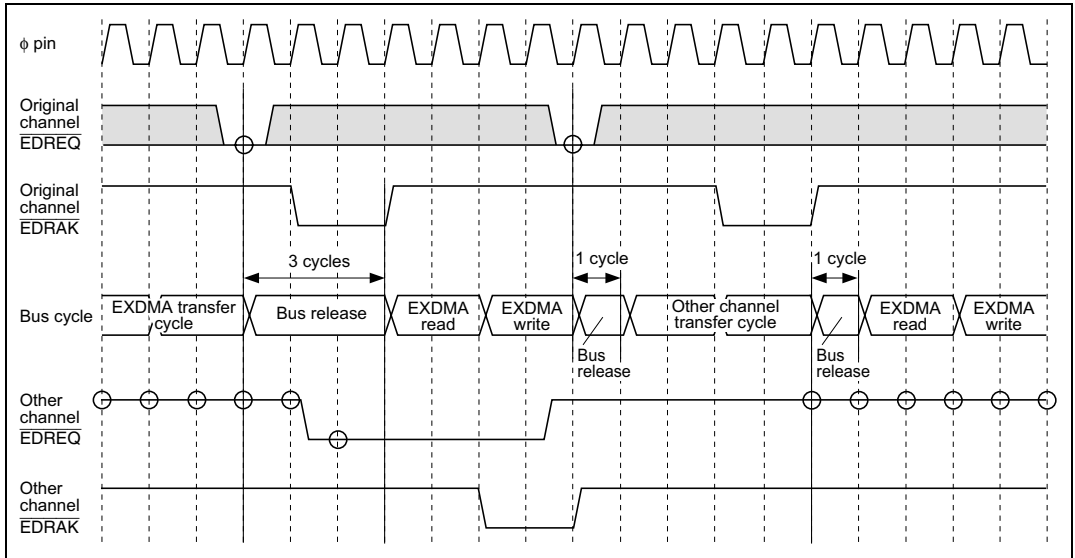 ϕ pin
Original
channel
EDREQ
Original
channel
EDRAK
3 cycles
1 cycle
1 cycle
Bus cycle
EXDMA transfer
cycle
Bus release
EXDMA
read
EXDMA
write
Bus
release
Other channel
transfer cycle
Bus
release
EXDMA
read
EXDMA
write
Other
channel
EDREQ
Other
channel
EDRAK